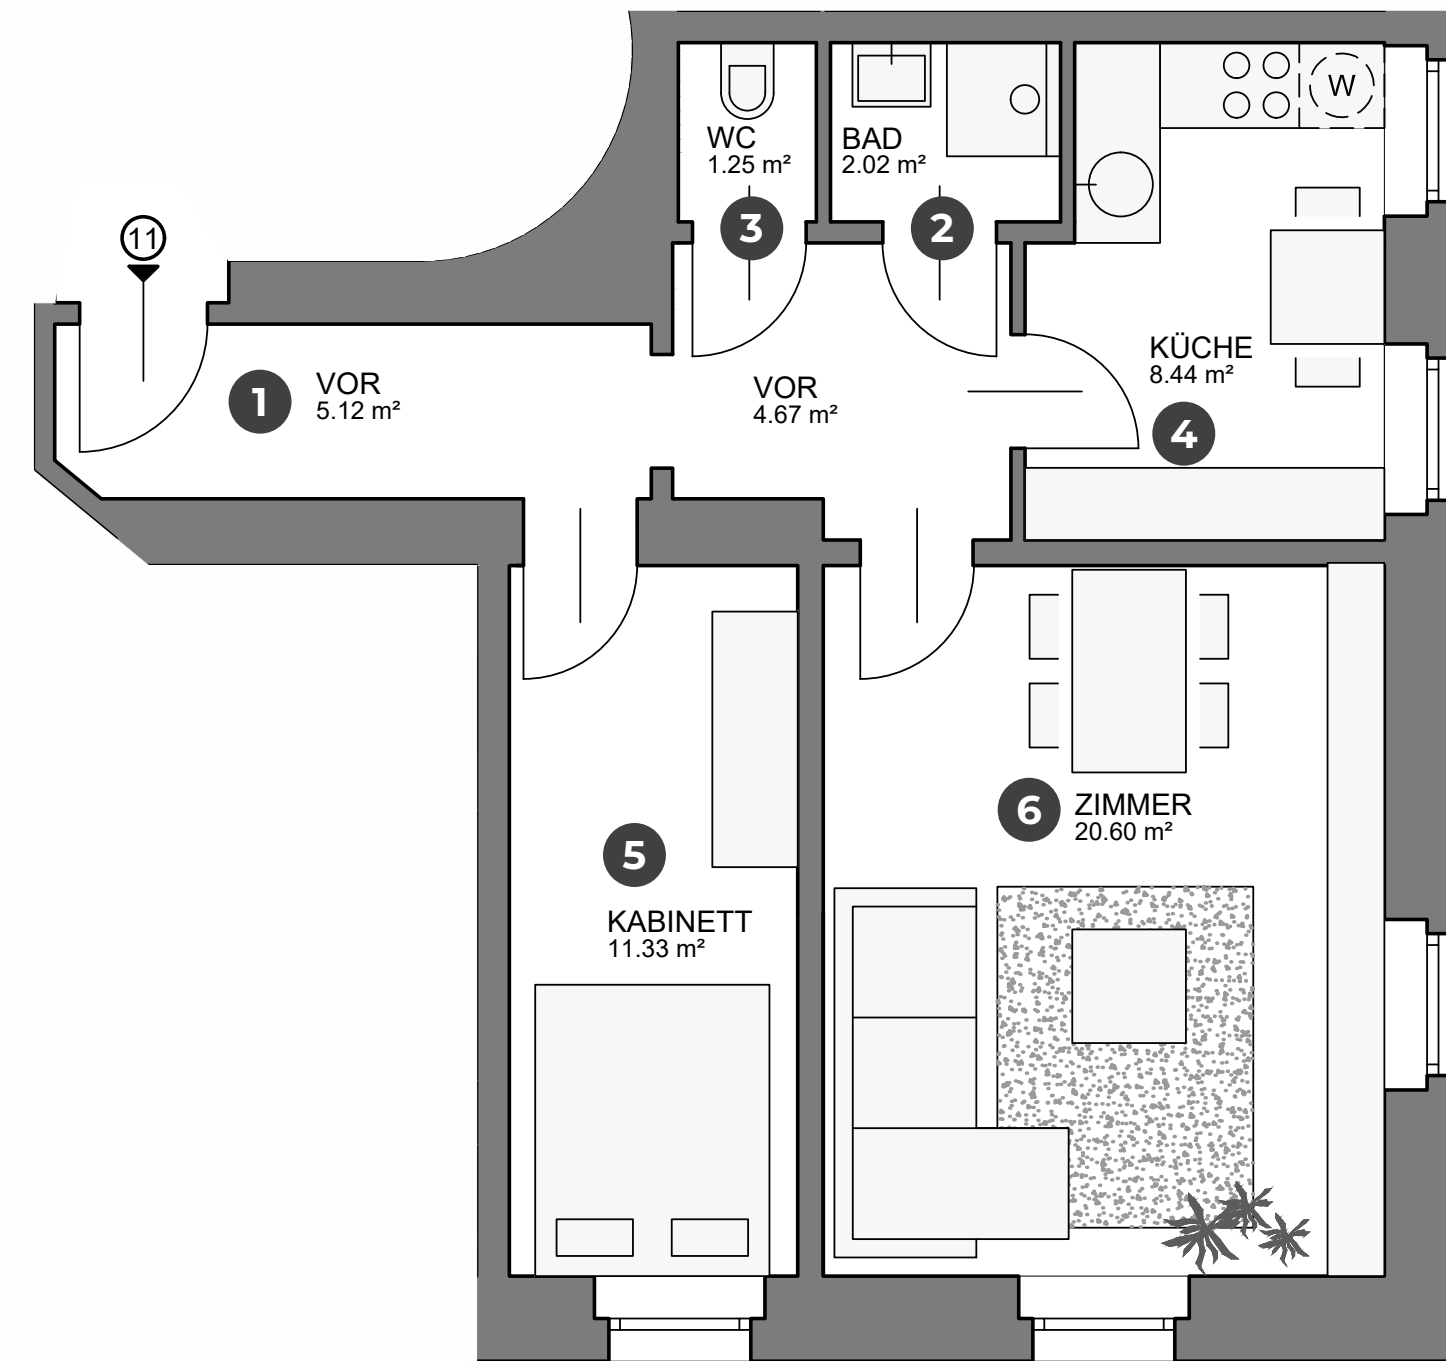 WC
1.25 m²
3
BAD
2.02 m²
2
W
11
1
VOR
5.12 m²
VOR
4.67 m²
KÜCHE
8.44 m²
4
5
KABINETT
11.33 m²
6
ZIMMER
20.60 m²